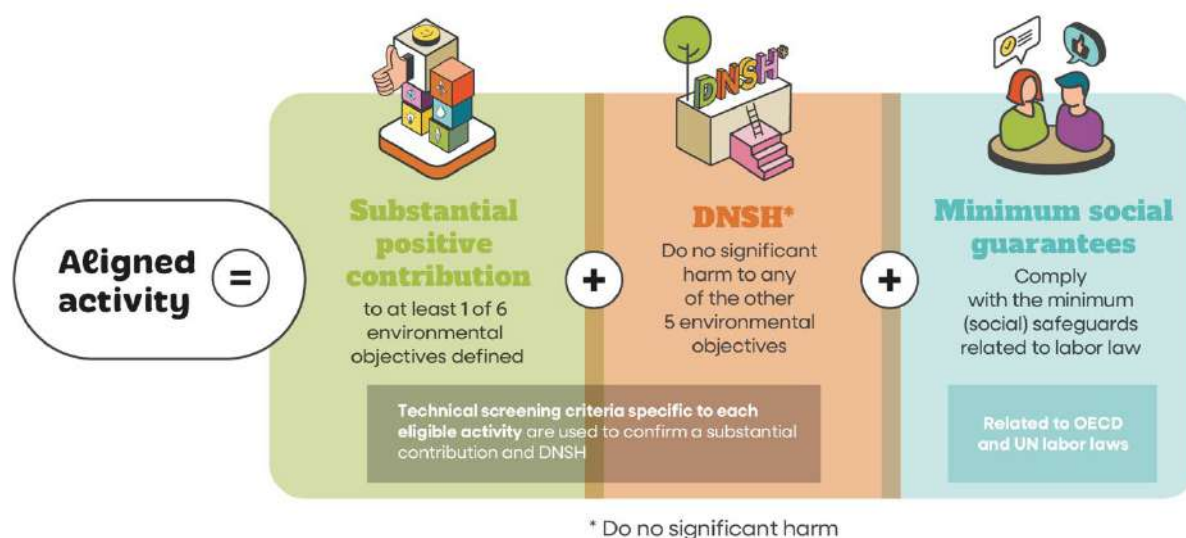 DNSH*
Aligned
activity
=
Substantial
positive
contribution
to at least 1 of 6
environmental
objectives defined
+
DNSH*
Do no significant
harm to any
of the other
5 environmental
objectives
+
Minimum social
guarantees
Comply
with the minimum
(social) safeguards
related to labor law
Technical screening criteria specific to each
eligible activity are used to confirm a substantial
contribution and DNSH
Related to OECD
and UN labor laws
* Do no significant harm